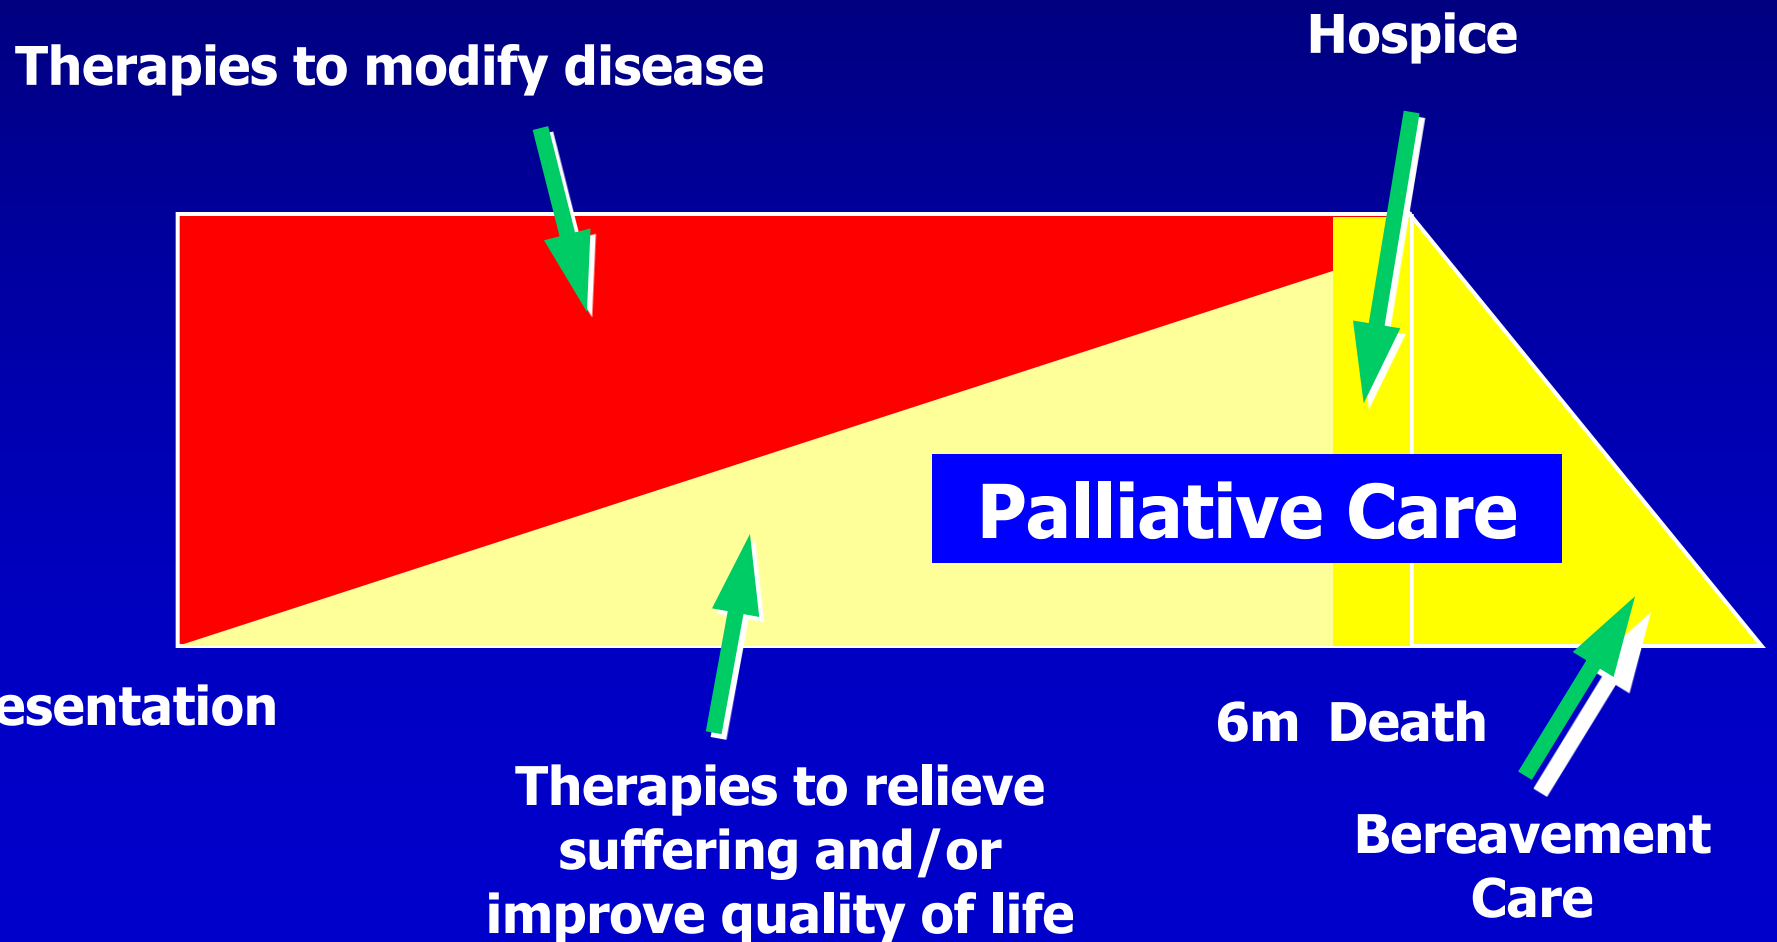 Hospice
Therapies to modify disease
Palliative Care
esentation
6m Death
Therapies to relieve
suffering and/or
improve quality of life
Bereavement
Care